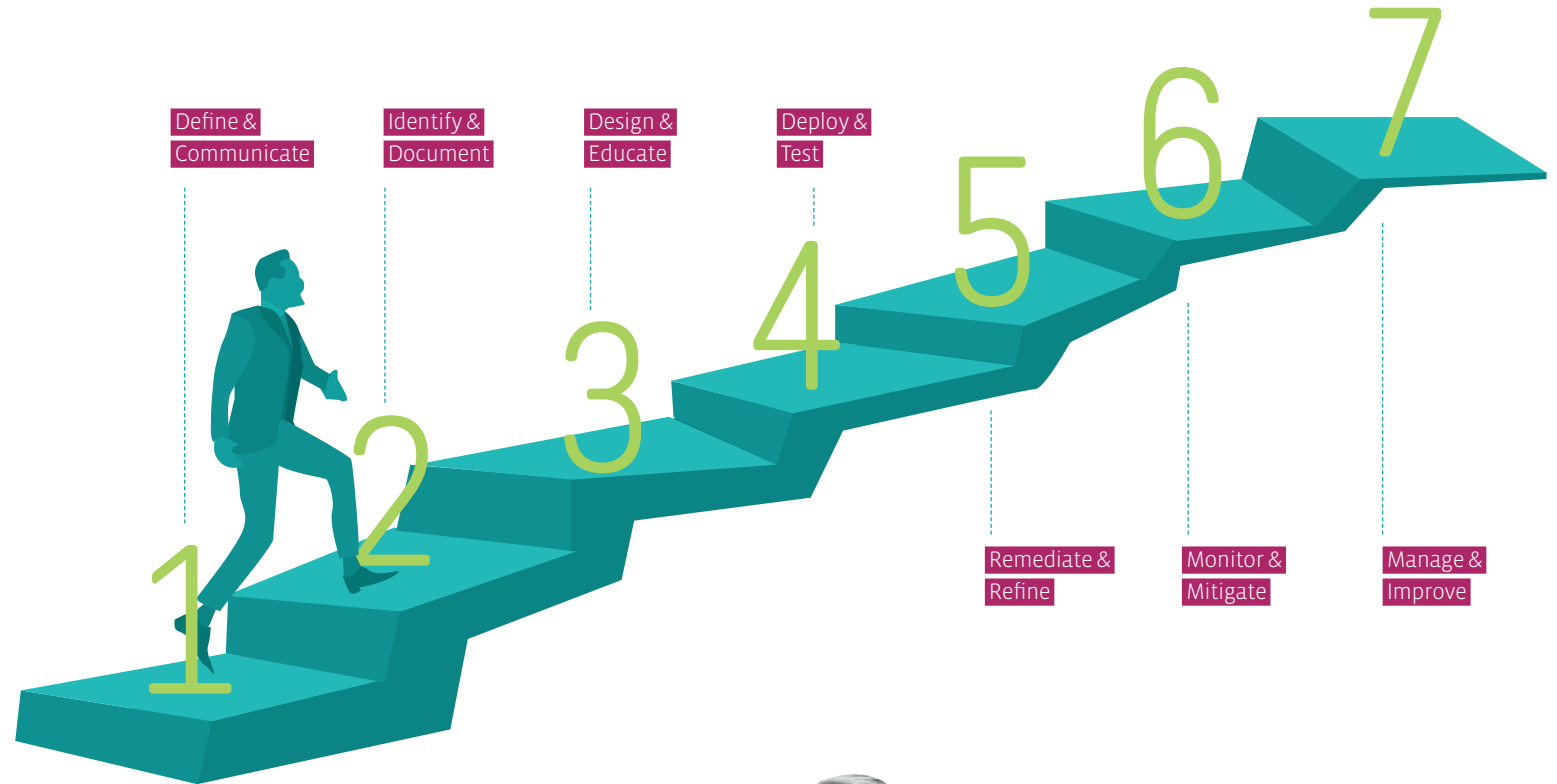 7
6
Define &
Communicate
Identify &
Document
Design &
Educate
Deploy &
Test
5
4
3
2
1
Remediate &
Refine
Monitor &
Mitigate
Manage &
Improve